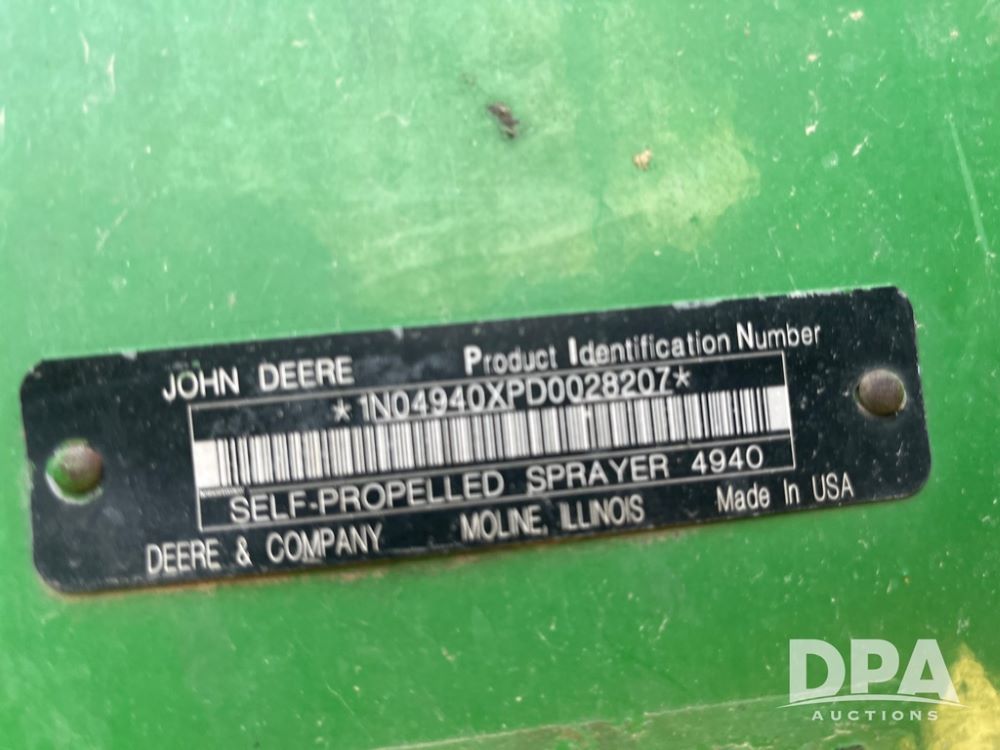 JOHN DEERE Product Identification Number
*1N04940XPD0028207*
SELF-PROPELLED SPRAYER 4940
DEERE & COMPANY MOLINE, ILLINOIS Made In USA
DPA
AUCTIONS